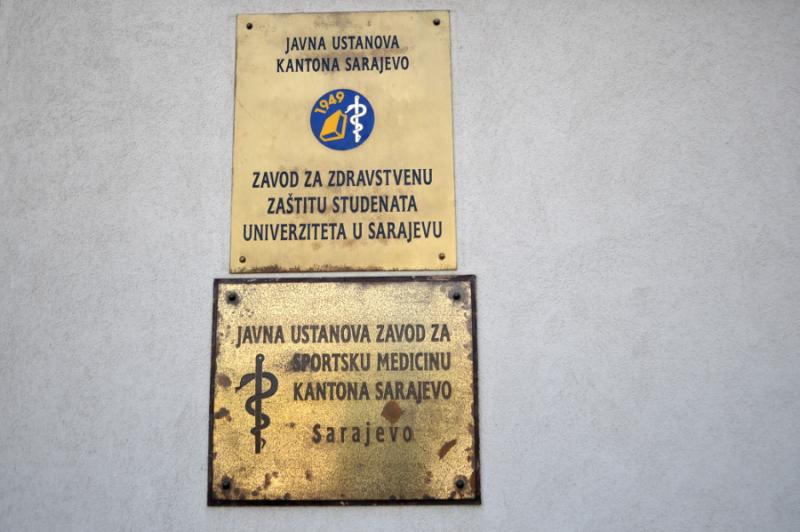 JAVNA USTANOVA
KANTONA SARAJEVO
1949
ZAVOD ZA ZDRAVSTVENU
ZAŠTITU STUDENATA
UNIVERZITETA U SARAJEVU
JAVNA USTANOVA ZAVOD ZA
SPORTSKU MEDICINU
KANTONA SARAJEVO
Sarajevo